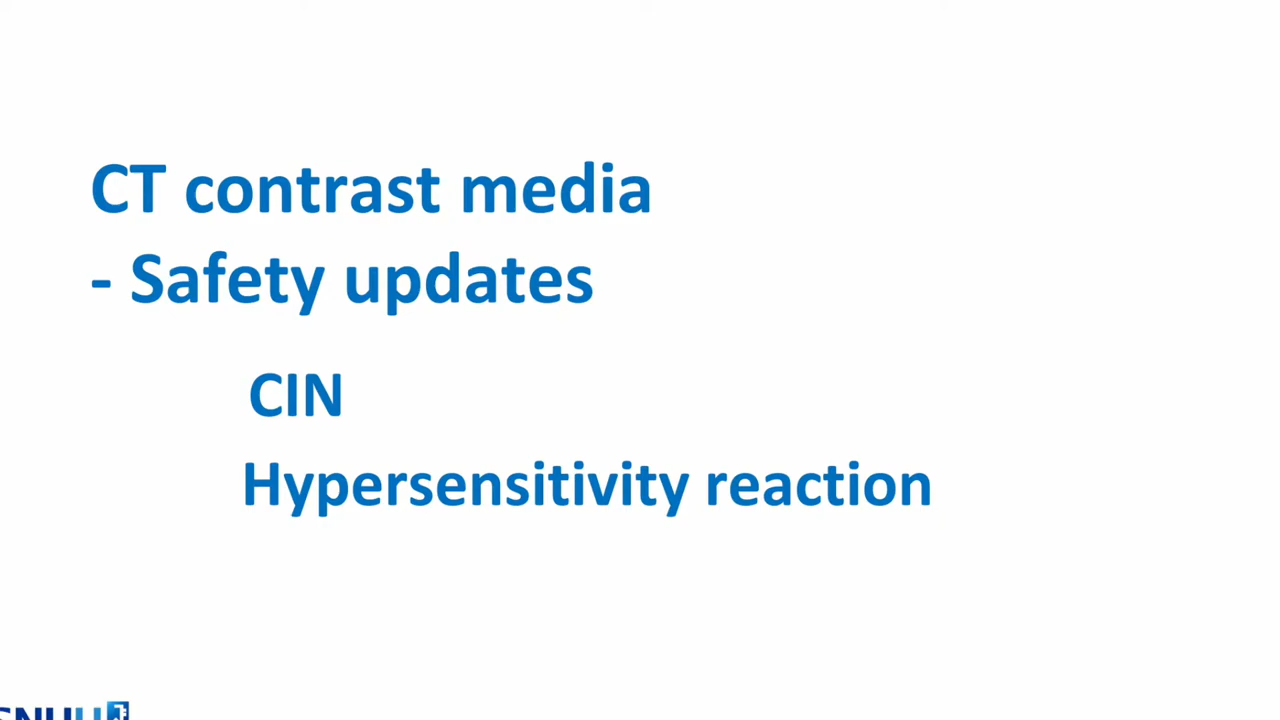 CT contrast media
- Safety updates
CIN
Hypersensitivity reaction